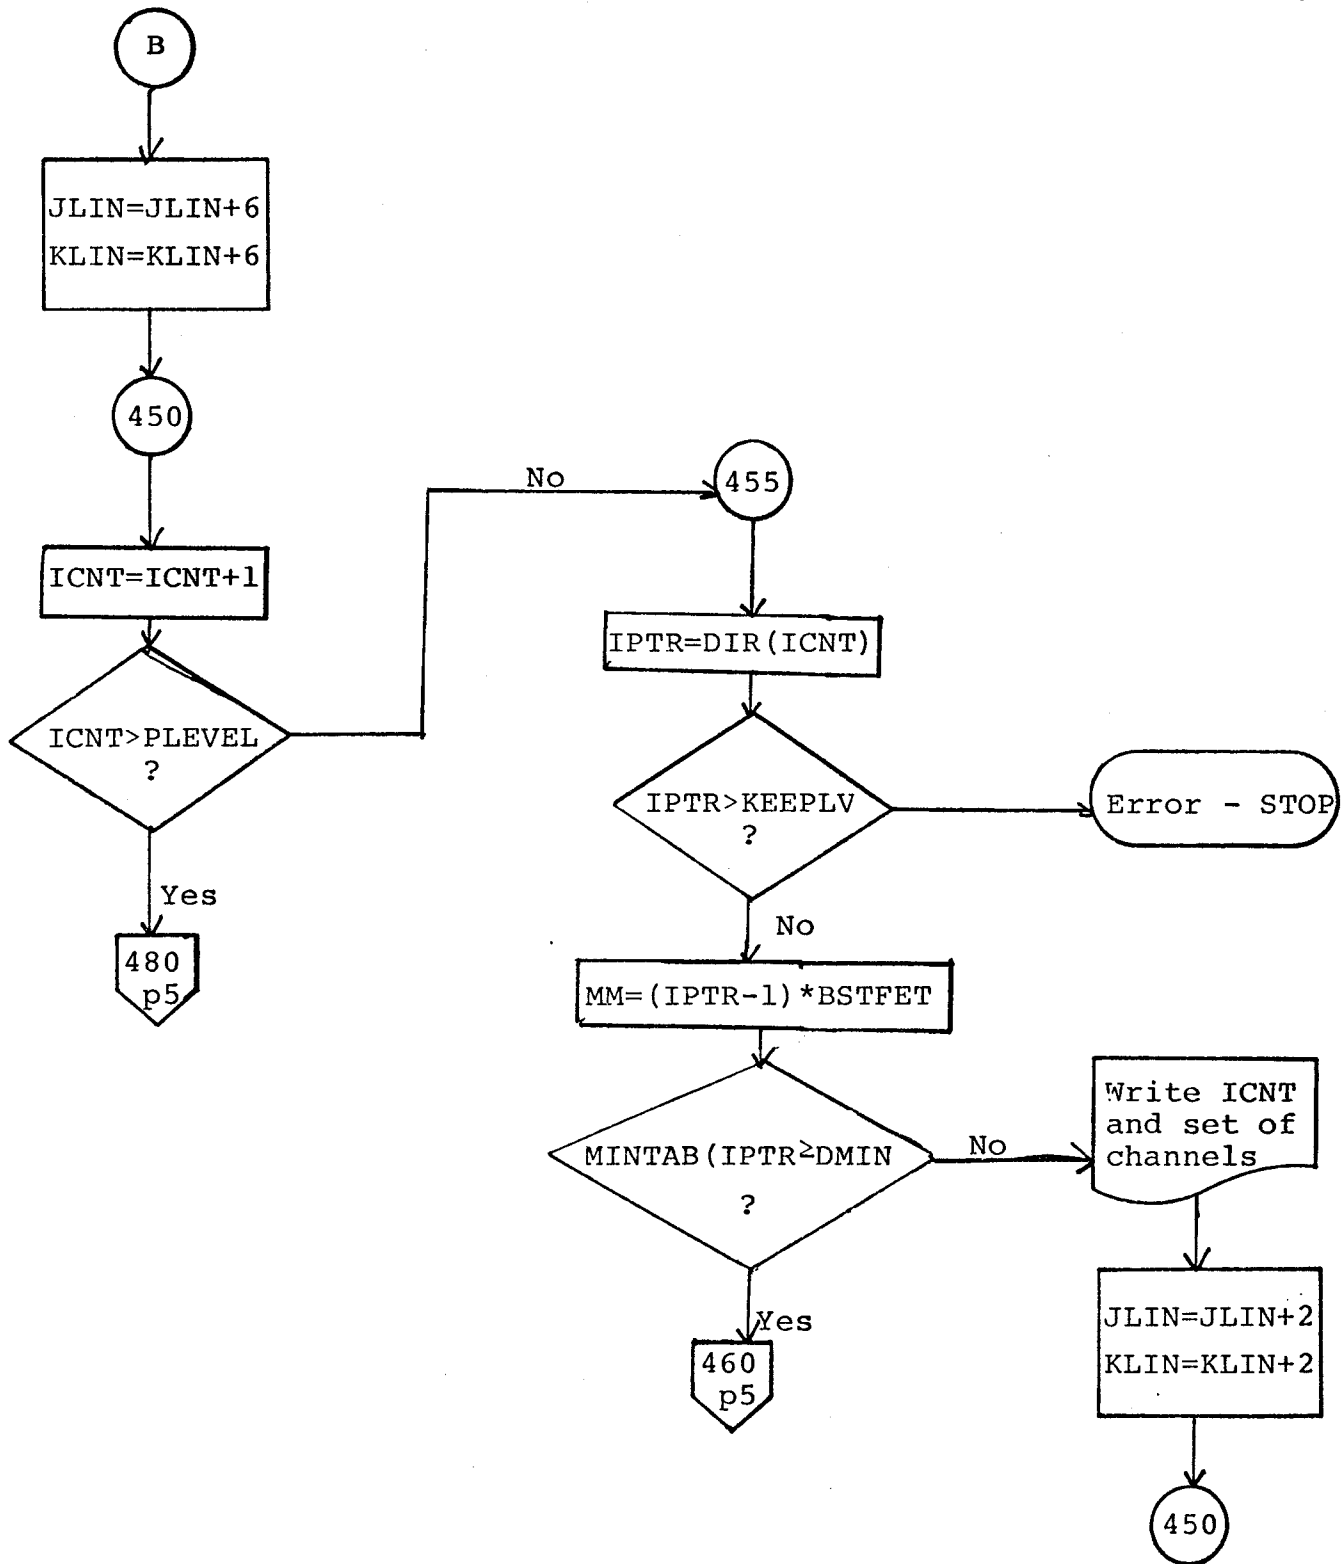 B
JLIN=JLIN+6
KLIN=KLIN+6
450
ICNT=ICNT+1
ICNT>PLEVEL
?
Yes
480
p5
No
455
IPTR=DIR(ICNT)
IPTR>KEEPLV
?
Error - STOP
No
MM=(IPTR-1)*BSTFET
MINTAB(IPTR≥DMIN
?
No
Write ICNT
and set of
channels
JLIN=JLIN+2
KLIN=KLIN+2
450
Yes
460
p5